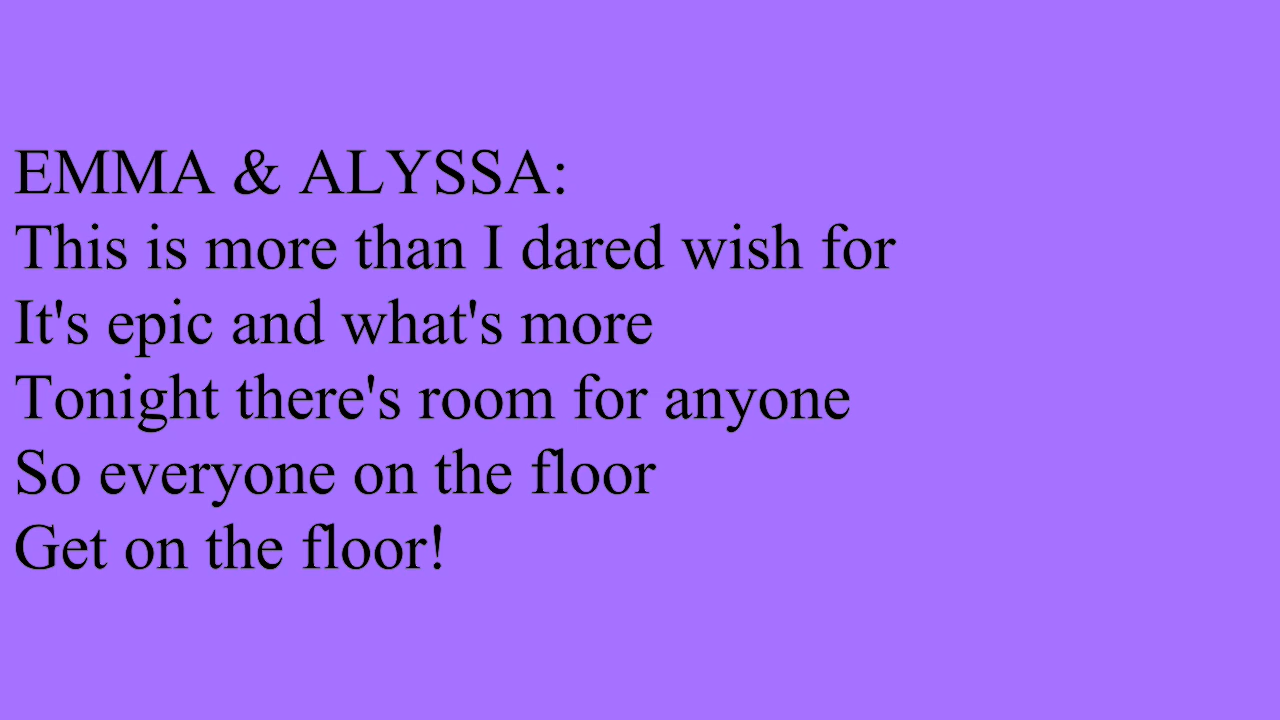 EMMA & ALYSSA:
This is more than I dared wish for
It's epic and what's more
Tonight there's room for anyone
So everyone on the floor
Get on the floor!